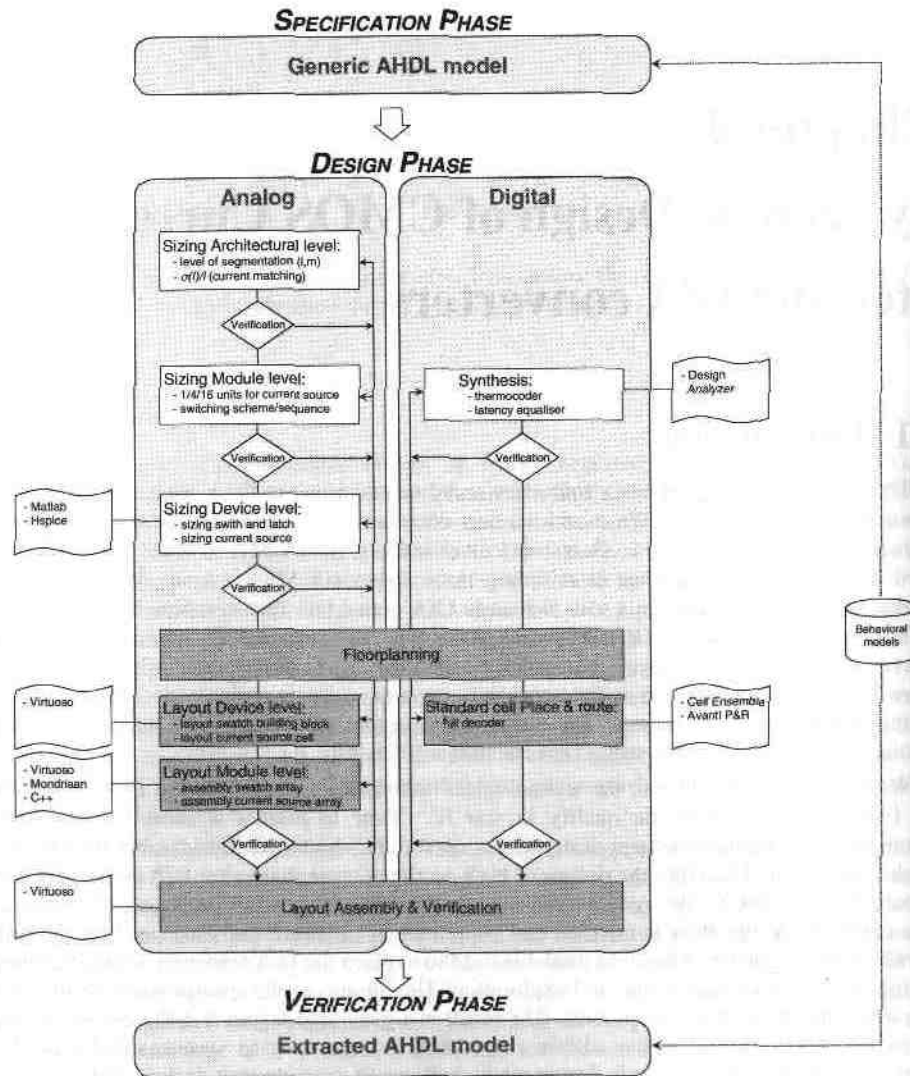 SPECIFICATION PHASE
Generic AHDL model
DESIGN PHASE
Analog
Digital
Sizing Architectural level:
- level of segmentation (l,m)
- σ(I)/I (current matching)
Verification
Sizing Module level:
- 1/4/16 units for current source
- switching scheme/sequence
Synthesis:
- thermocoder
- latency equaliser
- Design
Analyzer
Verification
Verification
Sizing Device level:
- sizing swith and latch
- sizing current source
- Matlab
- Hspice
Verification
Behavioral
models
Floorplanning
- Virtuoso
Layout Device level:
- layout swatch building block
- layout current source cell
Standard cell Place & route:
- full decoder
- Cell Ensemble
- Avanti P&R
- Virtuoso
- Mondriaan
- C++
Layout Module level:
- assembly swatch array
- assembly current source array
Verification
Verification
- Virtuoso
Layout Assembly & Verification
VERIFICATION PHASE
Extracted AHDL model